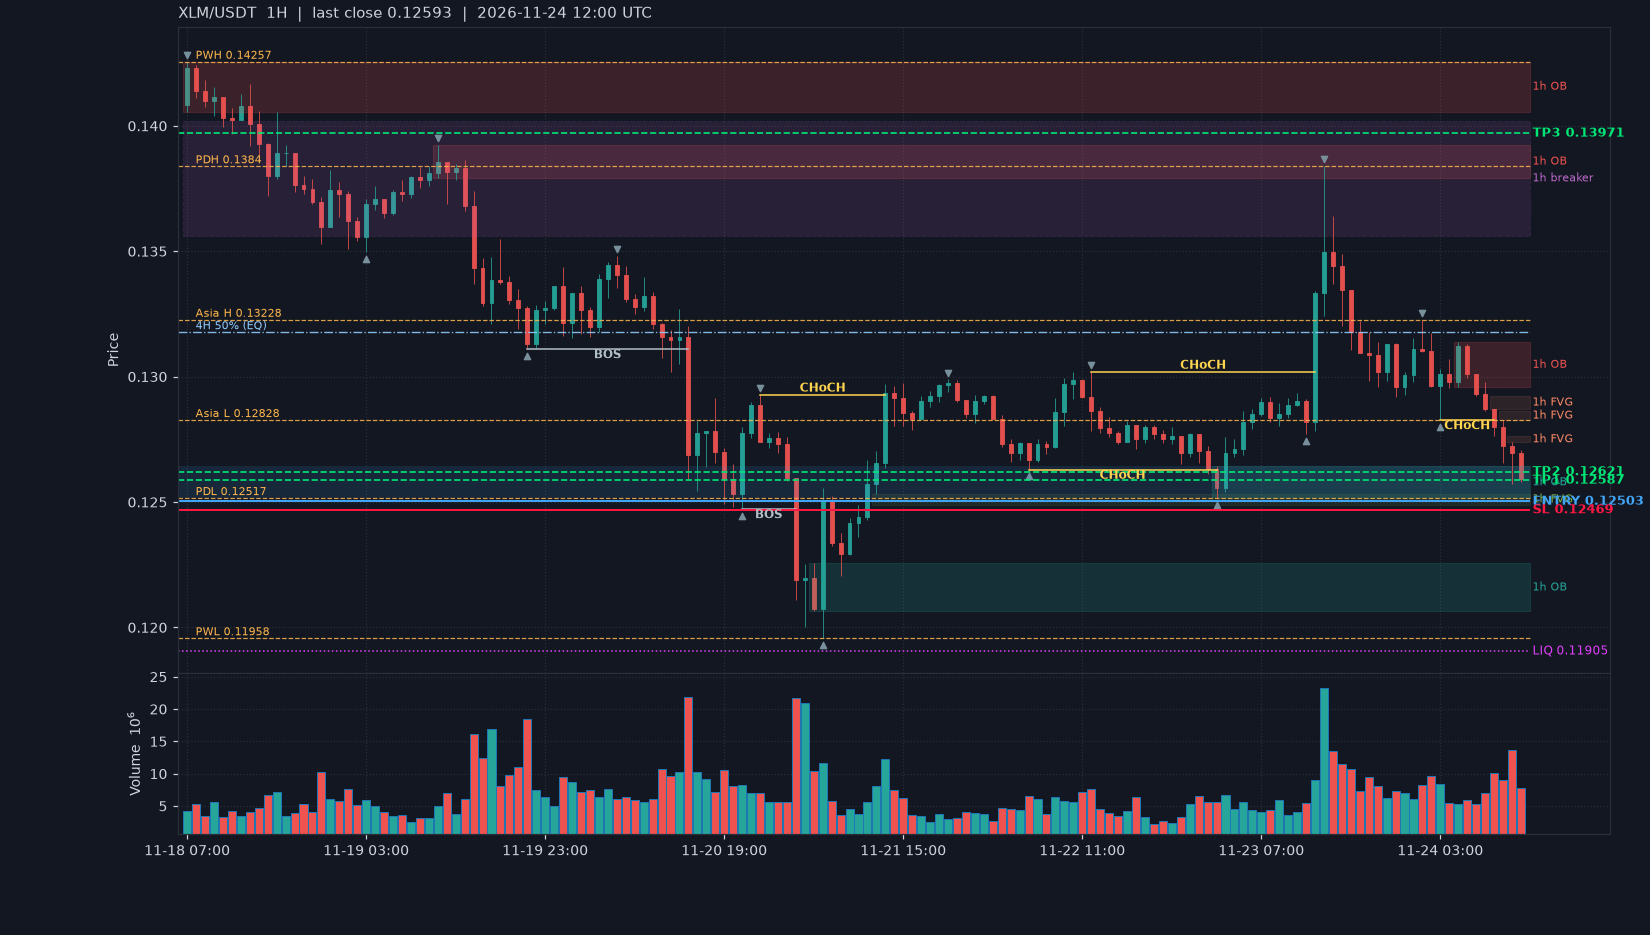 XLM/USDT 1H | last close 0.12593 | 2026-11-24 12:00 UTC
PWH 0.14257
1h OB
0.140
TP3 0.13971
PDH 0.1384
1h OB
1h breaker
0.135
Asia H 0.13228
4H 50% (EQ)
Price
BOS
CHoCH
CHoCH
1h OB
0.130
1h FVG
Asia L 0.12828
1h FVG
CHoCH
1h FVG
CHoCH
TP2 0.12621
TP1 0.12587
1h OB
PDL 0.12517
ENTRY 0.12503
0.125
SL 0.12469
BOS
1h OB
0.120
PWL 0.11958
LIQ 0.11905
25
20
15
10
5
Volume 10⁶
11-18 07:00
11-19 03:00
11-19 23:00
11-20 19:00
11-21 15:00
11-22 11:00
11-23 07:00
11-24 03:00